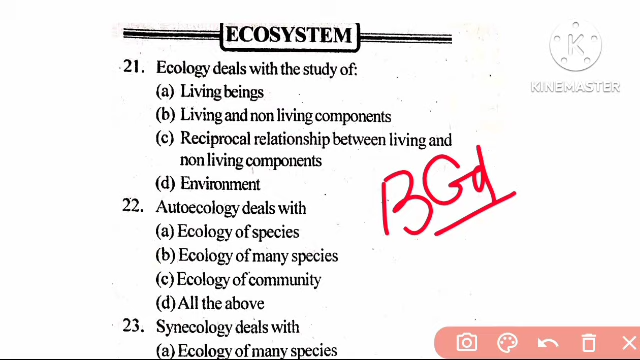 ECOSYSTEM
21. Ecology deals with the study of:
(a) Living beings
(b) Living and non living components
(c) Reciprocal relationship between living and
non living components
(d) Environment
22. Autoecology deals with
(a) Ecology of species
(b) Ecology of many species
(c) Ecology of community
(d) All the above
23. Synecology deals with
(a) Ecology of many species
K
KINEMASTER